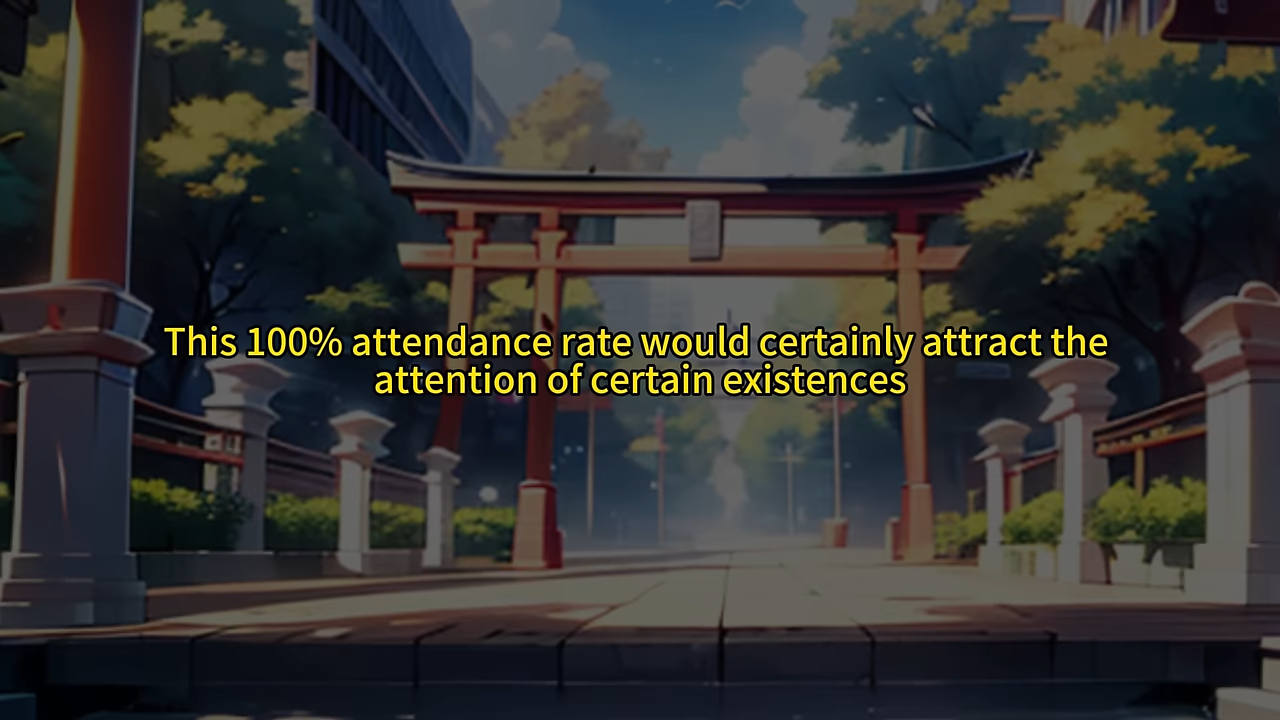 This 100% attendance rate would certainly attract the
attention of certain existences